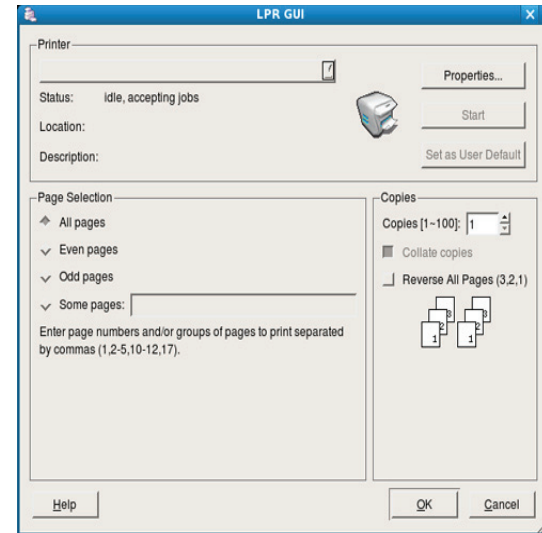 LPR GUI
Printer
Properties...
Status: idle, accepting jobs
Start
Location:
Description:
Set as User Default
Page Selection
All pages
Even pages
Odd pages
Some pages:
Enter page numbers and/or groups of pages to print separated
by commas (1,2-5,10-12,17).
Copies
Copies [1~100]: 1
Collate copies
Reverse All Pages (3,2,1)
3 3
2 2
1 1
Help
OK
Cancel